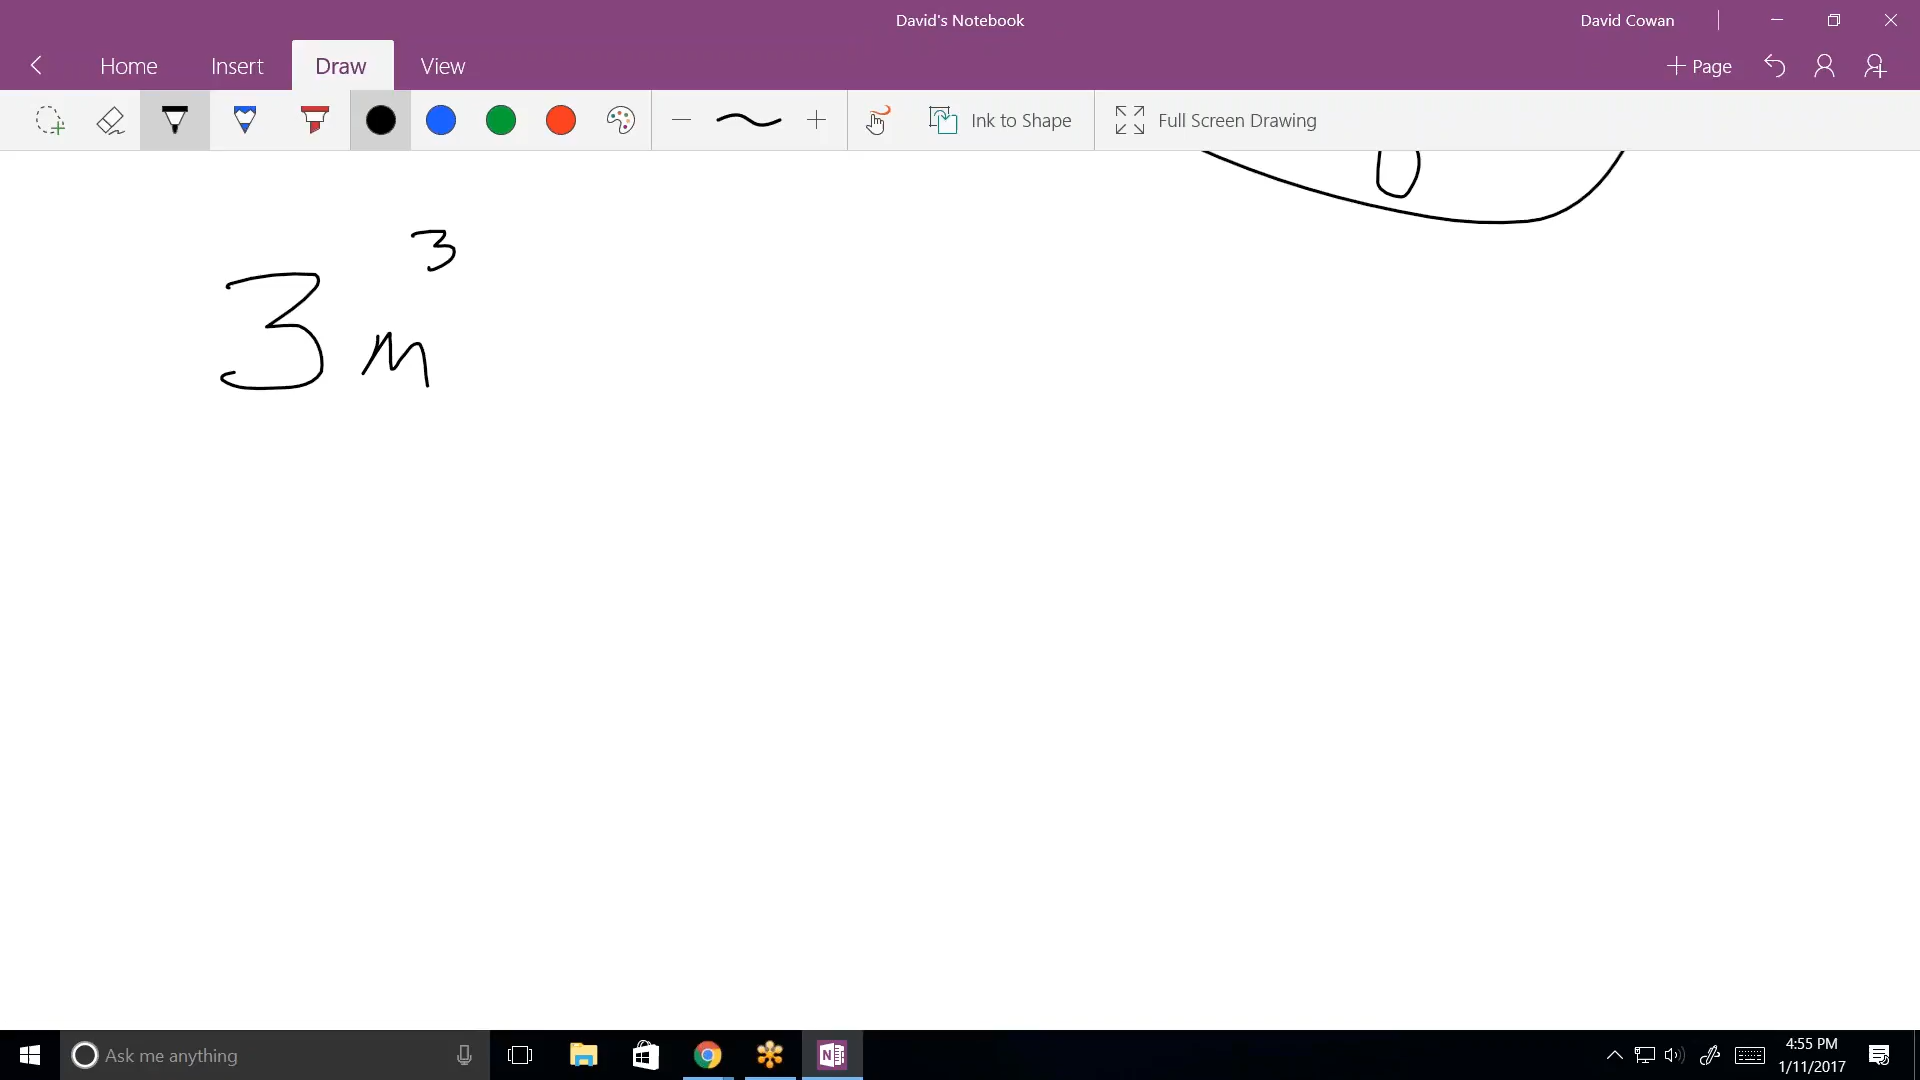 David's Notebook
David Cowan
Home Insert Draw View
Page
Ink to Shape
Full Screen Drawing
3 m³
Ask me anything
N
4:55 PM
1/11/2017